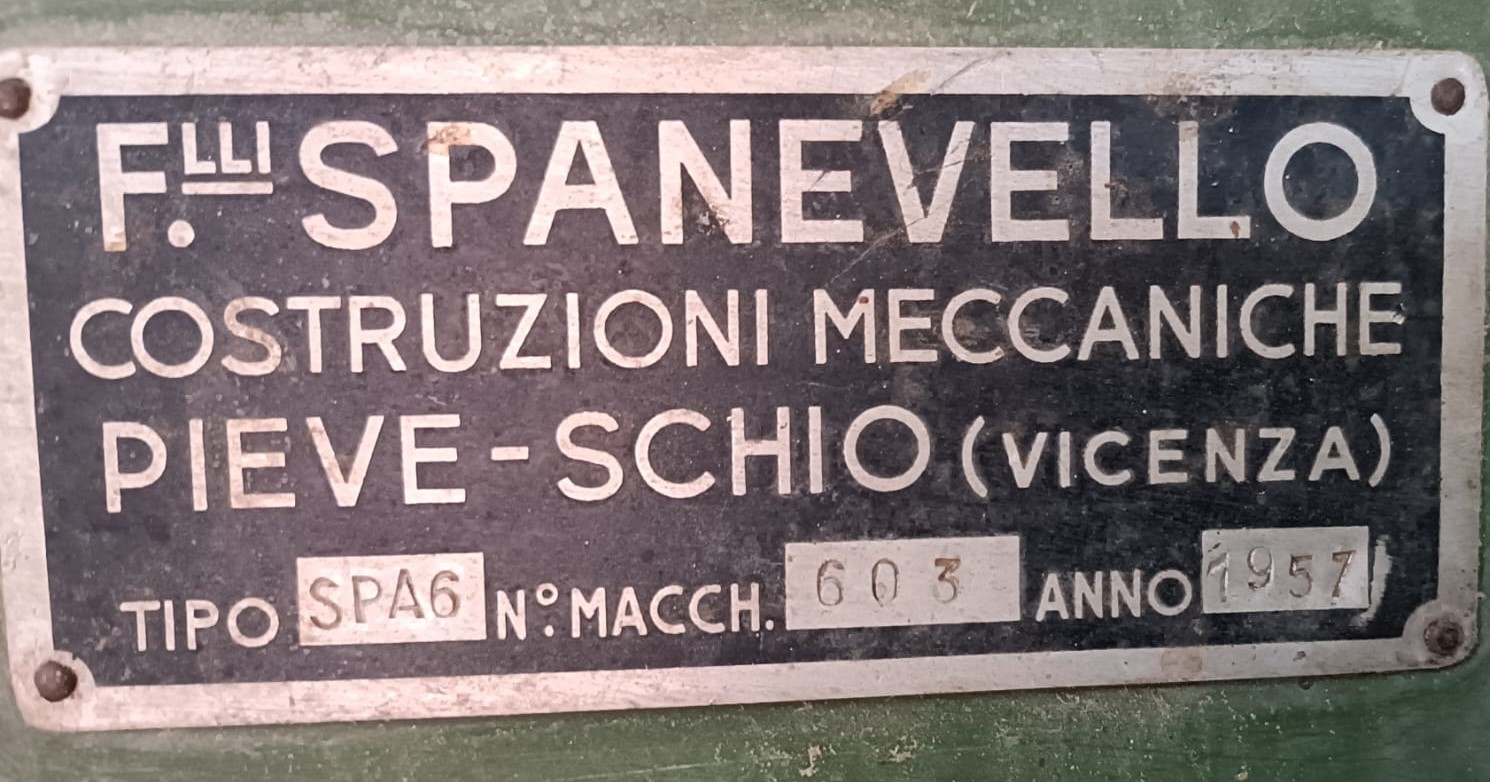 F.LLI SPANEVELLO
COSTRUZIONI MECCANICHE
PIEVE-SCHIO (VICENZA)
TIPO SPA6 N.º MACCH. 603 ANNO 1957